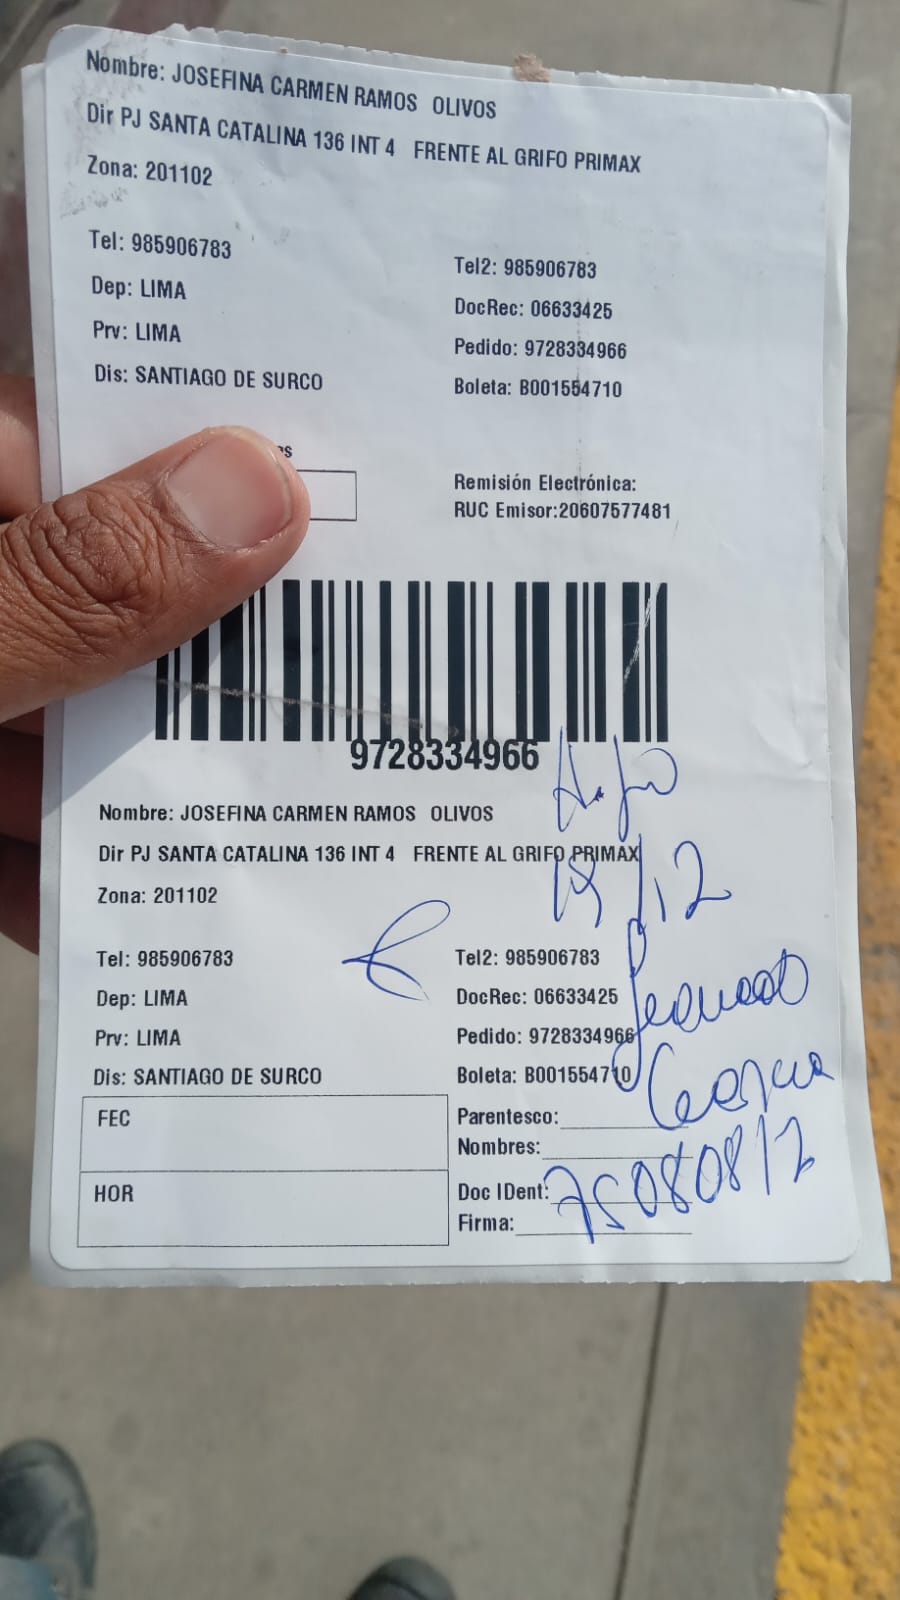 Nombre: JOSEFINA CARMEN RAMOS OLIVOS
Dir PJ SANTA CATALINA 136 INT 4 FRENTE AL GRIFO PRIMAX
Zona: 201102
Tel: 985906783 Tel2: 985906783
Dep: LIMA DocRec: 06633425
Prv: LIMA Pedido: 9728334966
Dis: SANTIAGO DE SURCO Boleta: B001554710
Remisión Electrónica:
RUC Emisor:20607577481
9728334966
Nombre: JOSEFINA CARMEN RAMOS OLIVOS
Dir PJ SANTA CATALINA 136 INT 4 FRENTE AL GRIFO PRIMAX
Zona: 201102
Tel: 985906783 Tel2: 985906783
Dep: LIMA DocRec: 06633425
Prv: LIMA Pedido: 9728334966
Dis: SANTIAGO DE SURCO Boleta: B001554710
FEC Parentesco:
Nombres:
HOR Doc IDent: 75080812
Firma: